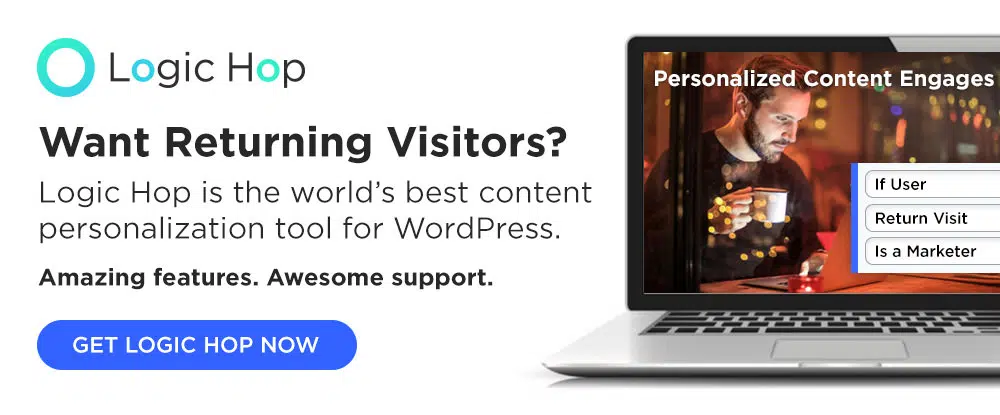 Logic Hop
Want Returning Visitors?
Logic Hop is the world’s best content
personalization tool for WordPress.
Amazing features. Awesome support.
GET LOGIC HOP NOW
Personalized Content Engages
If User
Return Visit
Is a Marketer